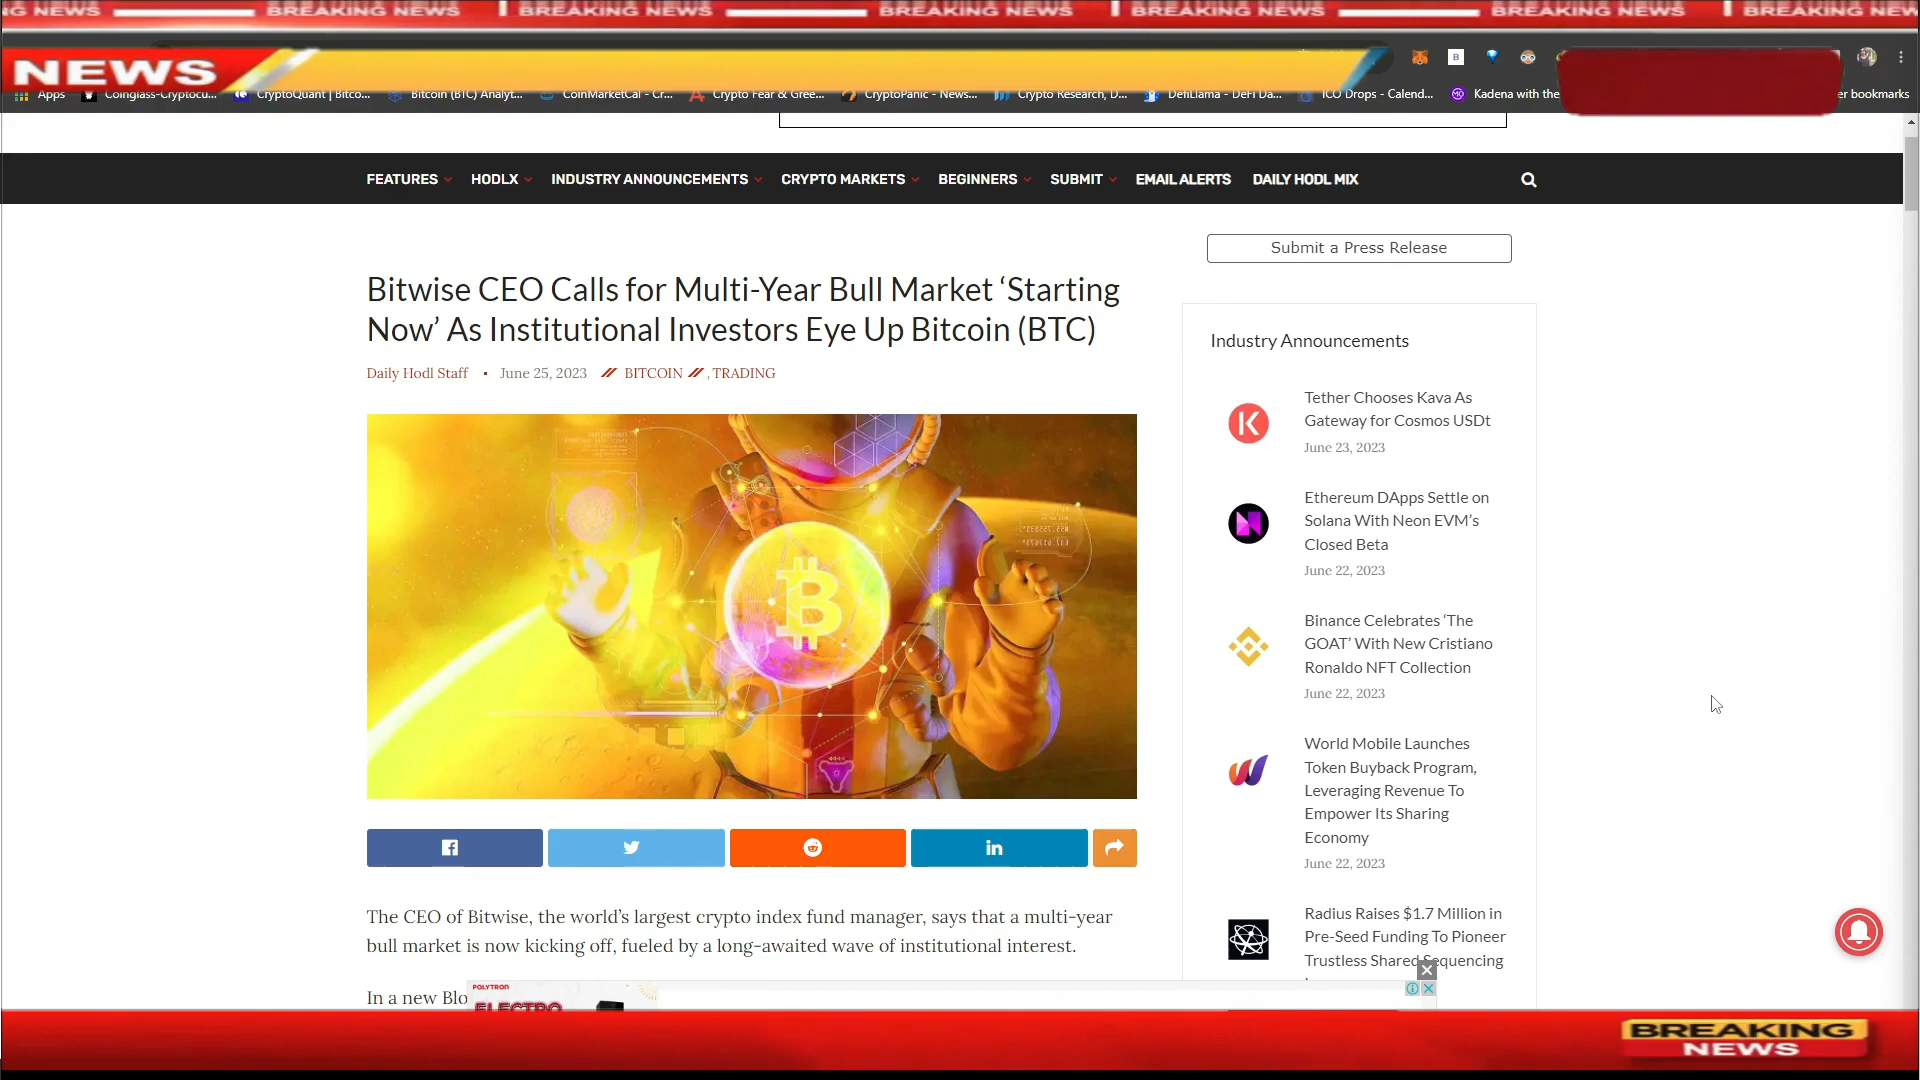 NG NEWS BREAKING NEWS BREAKING NEWS BREAKING NEWS BREAKING NEWS BREAKING NEWS BREAKING NEW
NEWS
Apps Coinglass-Cryptocu... CryptoQuant | Bitco... Bitcoin (BTC) Analyt... CoinMarketCal - Cr... Crypto Fear & Gree... CryptoPanic - News... Crypto Research, D... DefiLlama - DeFi Da... ICO Drops - Calend... Kadena with the er bookmarks
FEATURES HODLX INDUSTRY ANNOUNCEMENTS CRYPTO MARKETS BEGINNERS SUBMIT EMAIL ALERTS DAILY HODL MIX
Submit a Press Release
Bitwise CEO Calls for Multi-Year Bull Market ‘Starting
Now’ As Institutional Investors Eye Up Bitcoin (BTC)
Daily Hodl Staff • June 25, 2023 BITCOIN , TRADING
Industry Announcements
Tether Chooses Kava As
Gateway for Cosmos USDt
June 23, 2023
Ethereum DApps Settle on
Solana With Neon EVM’s
Closed Beta
June 22, 2023
Binance Celebrates ‘The
GOAT’ With New Cristiano
Ronaldo NFT Collection
June 22, 2023
World Mobile Launches
Token Buyback Program,
Leveraging Revenue To
Empower Its Sharing
Economy
June 22, 2023
Radius Raises $1.7 Million in
Pre-Seed Funding To Pioneer
Trustless Shared Sequencing
The CEO of Bitwise, the world’s largest crypto index fund manager, says that a multi-year
bull market is now kicking off, fueled by a long-awaited wave of institutional interest.
In a new Blo
POLYTRON
ELECTRO
BREAKING
NEWS